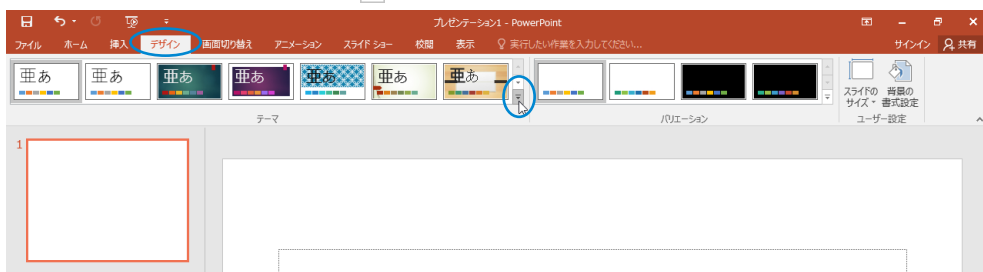 プレゼンテーション1 - PowerPoint
ファイル ホーム 挿入 デザイン 画面切り替え アニメーション スライド ショー 校閲 表示 実行したい作業を入力してください... サインイン 共有
亜あ 亜あ 亜あ 亜あ 亜あ 亜あ 亜あ
スライドの サイズ 背景の 書式設定
テーマ バリエーション ユーザー設定
1